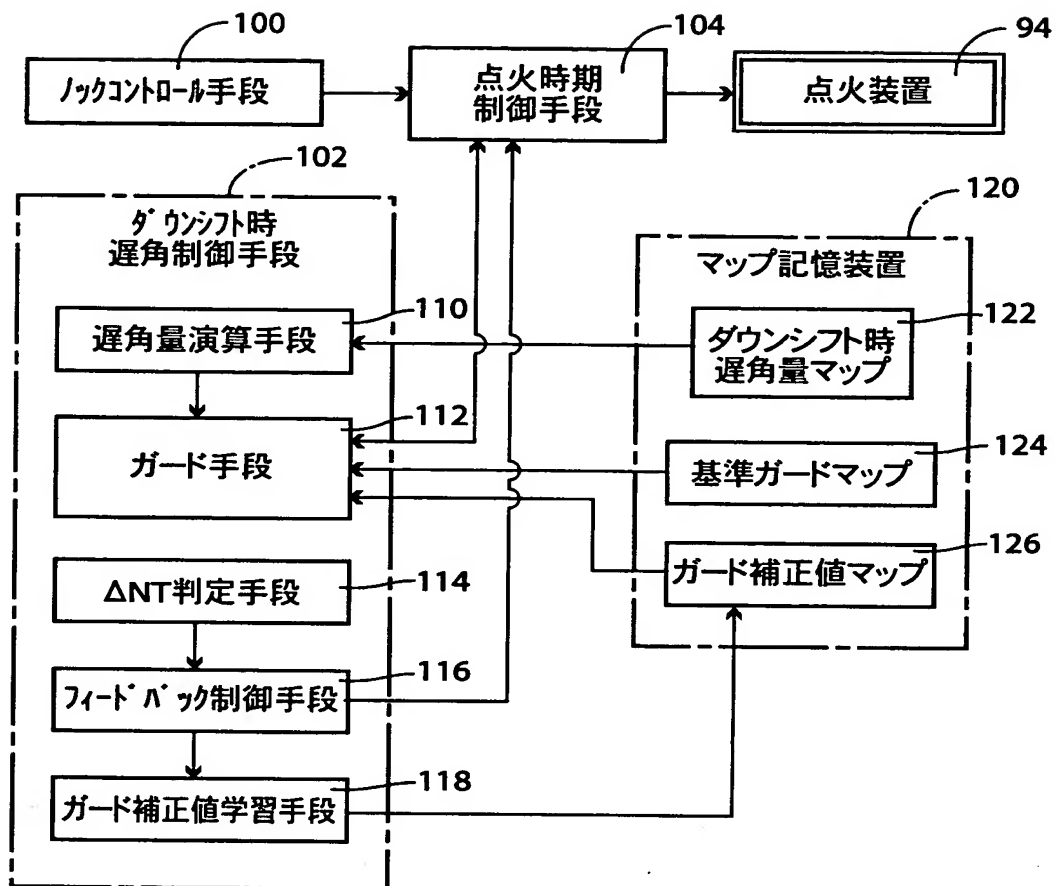 100
ノックコントロール手段
104
点火時期
制御手段
94
点火装置
102
ダウンシフト時
遅角制御手段
110
遅角量演算手段
112
ガード手段
114
ΔNT判定手段
116
フィードバック制御手段
118
ガード補正値学習手段
120
マップ記憶装置
122
ダウンシフト時
遅角量マップ
124
基準ガードマップ
126
ガード補正値マップ